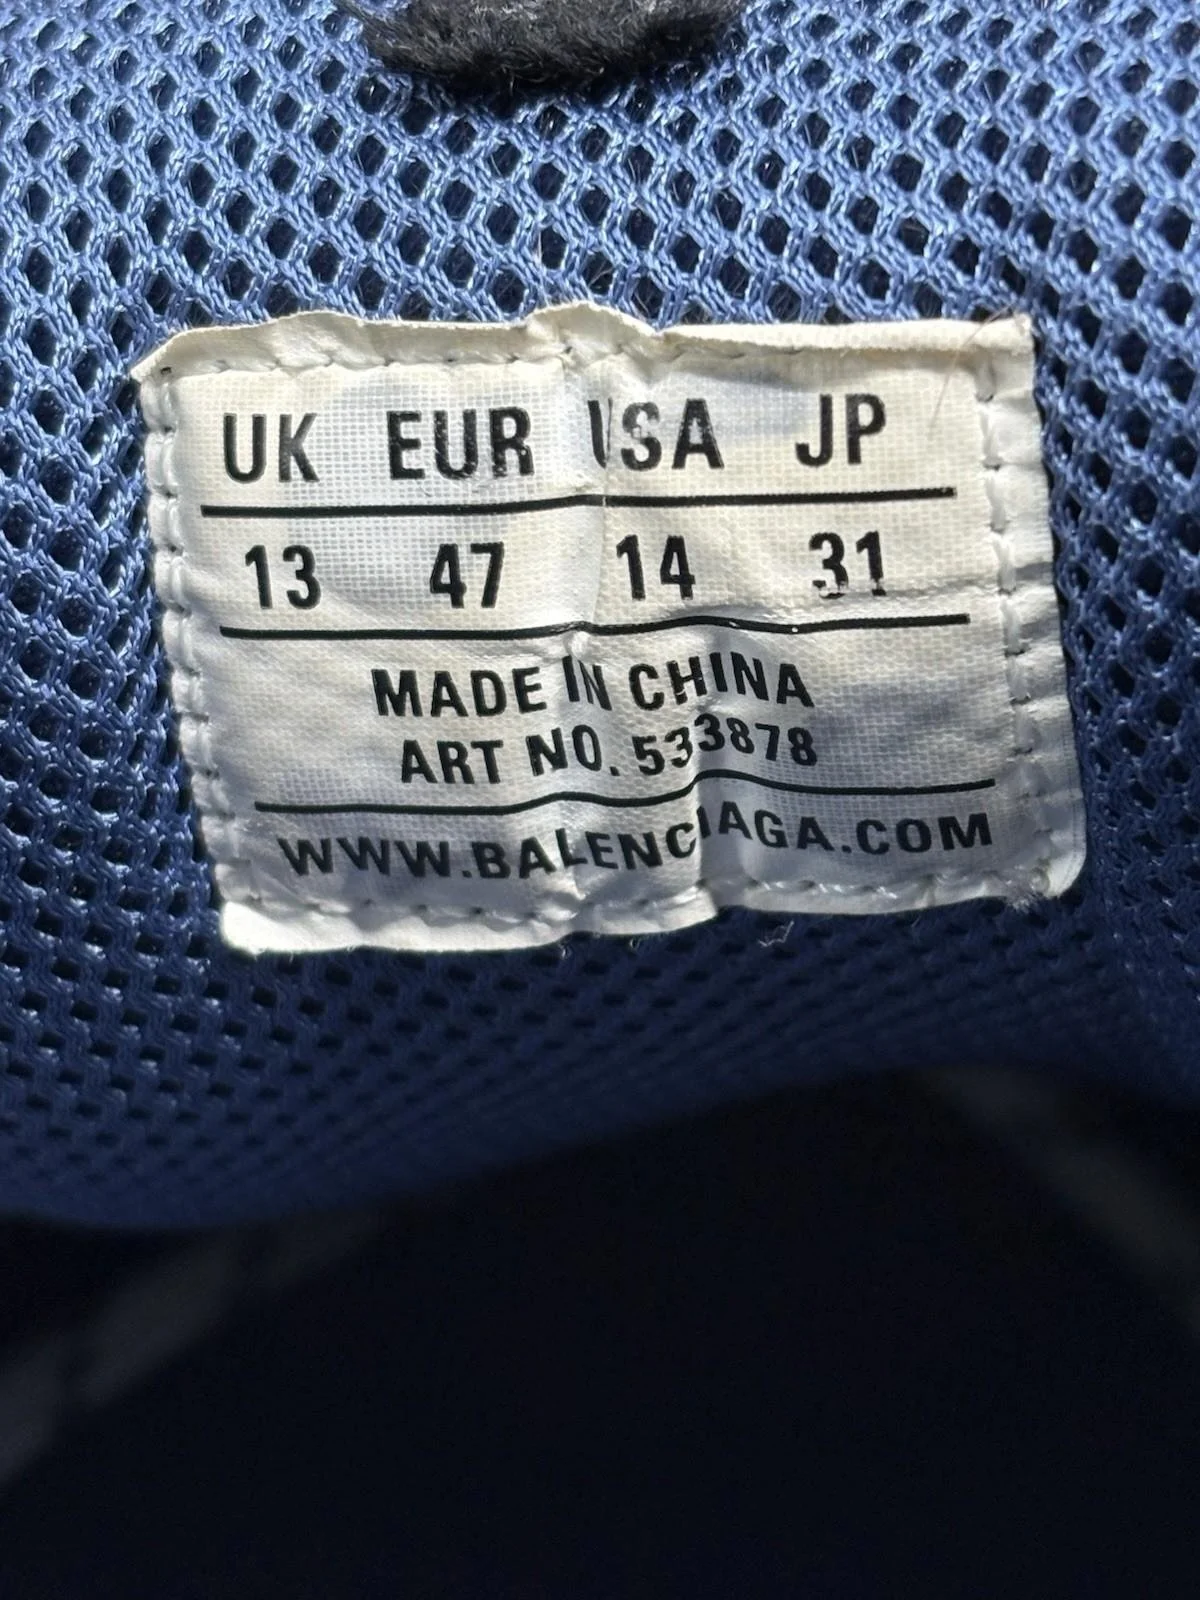 UK EUR USA JP
13 47 14 31
MADE IN CHINA
ART NO. 533878
WWW.BALENCIAGA.COM